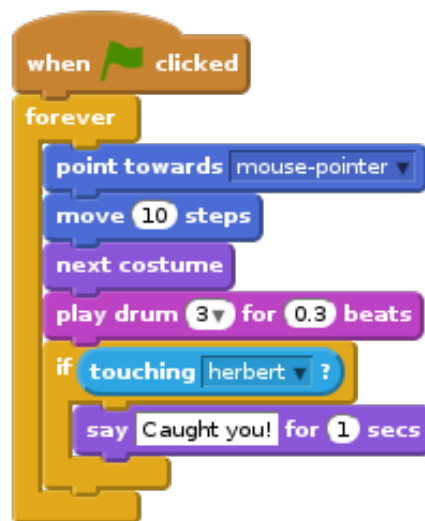 when clicked
forever
point towards mouse-pointer
move 10 steps
next costume
play drum 3 for 0.3 beats
if touching herbert ?
say Caught you! for 1 secs